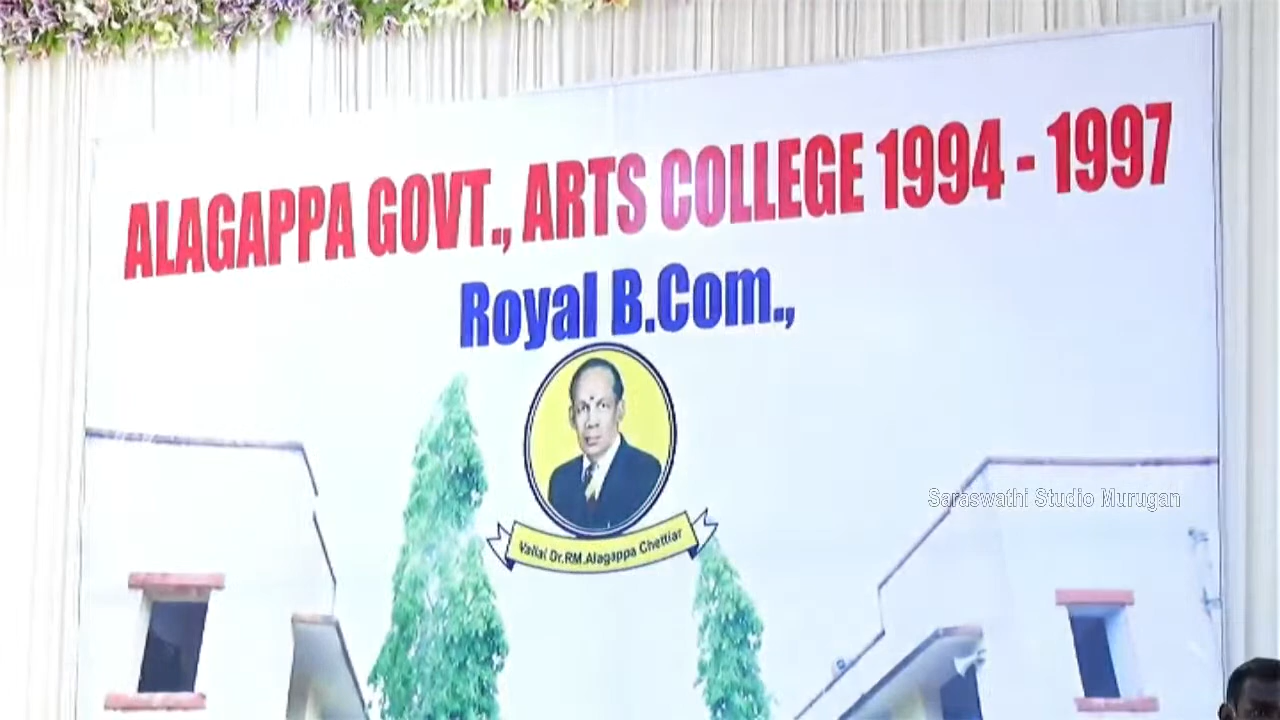 ALAGAPPA GOVT., ARTS COLLEGE 1994 - 1997
Royal B.Com.,
Vallal Dr.RM.Alagappa Chettiar
Saraswathi Studio Murugan